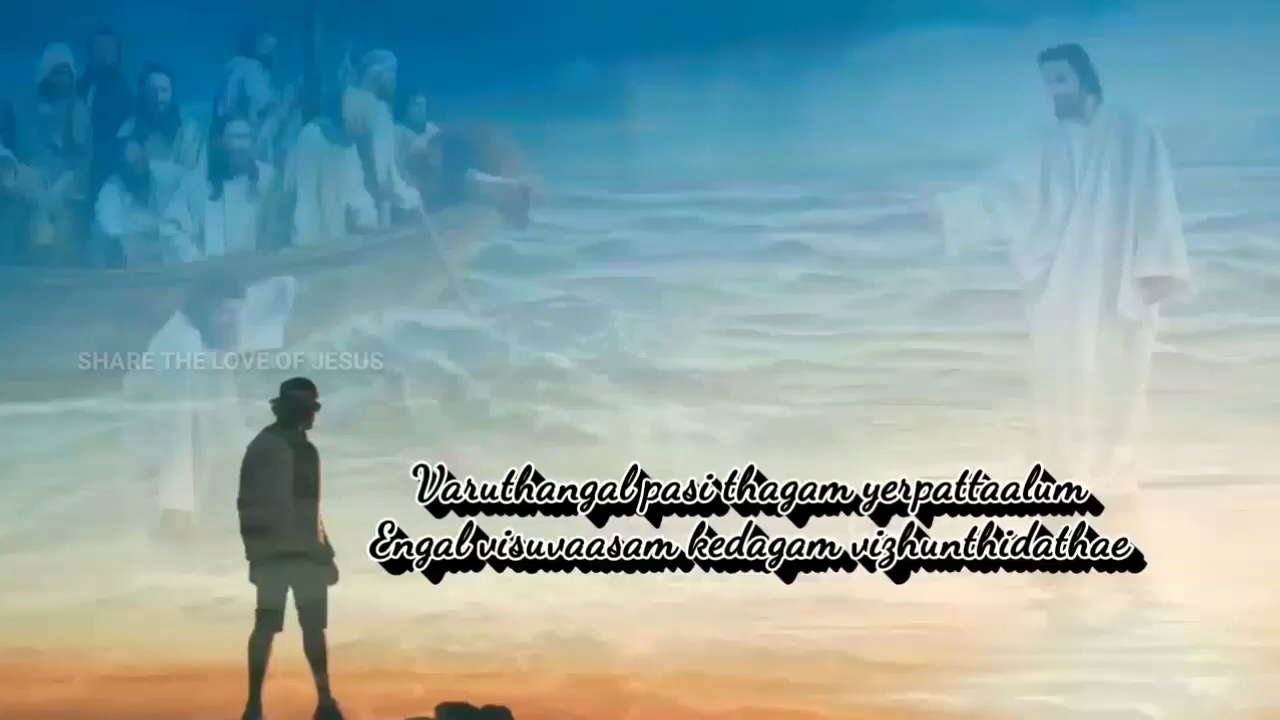 SHARE THE LOVE OF JESUS
Varuthangal pasi thagam yerpattaalum
Engal visuvaasam kedagam vizhunthidathae